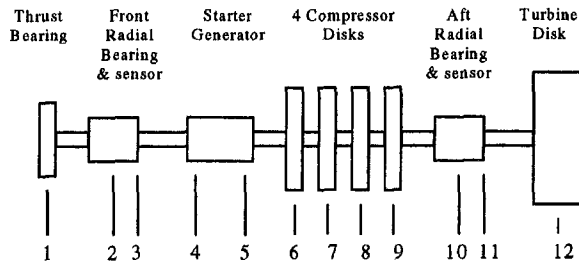 Thrust
Bearing
Front
Radial
Bearing
& sensor
Starter
Generator
4 Compressor
Disks
Aft
Radial
Bearing
& sensor
Turbine
Disk
1 2 3 4 5 6 7 8 9 10 11 12